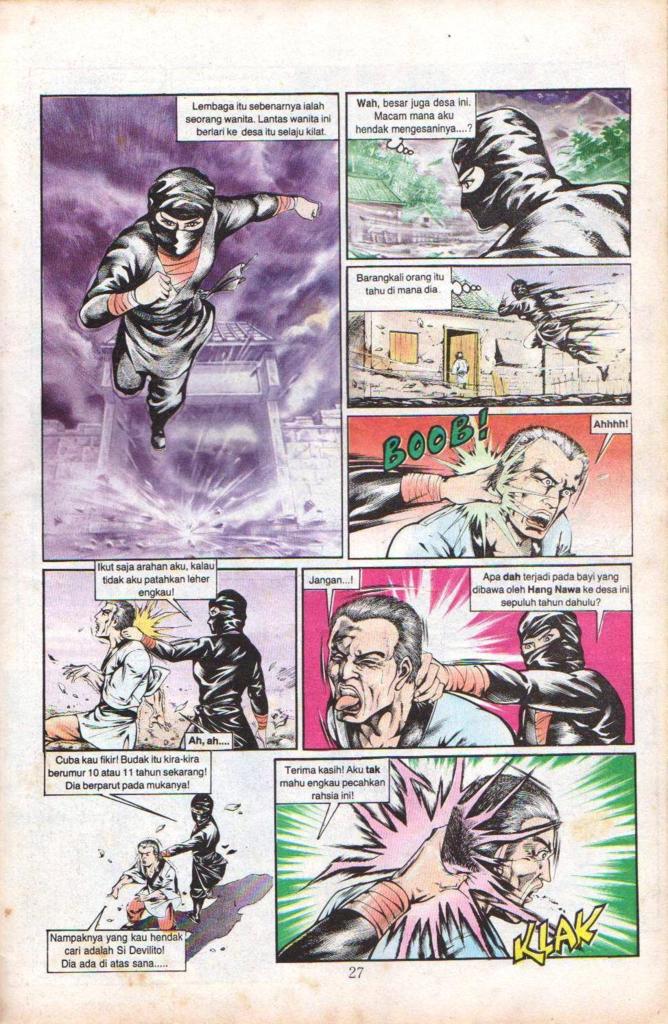 Lembaga itu sebenarnya ialah
seorang wanita. Lantas wanita ini
berlari ke desa itu selaju kilat.
Wah, besar juga desa ini.
Macam mana aku
hendak mengesaninya....?
Barangkali orang itu
tahu di mana dia.
BOOB!
Ahhhh!
Ikut saja arahan aku, kalau
tidak aku patahkan leher
engkau!
Ah, ah....
Jangan...!
Apa dah terjadi pada bayi yang
dibawa oleh Hang Nawa ke desa ini
sepuluh tahun dahulu?
Cuba kau fikir! Budak itu kira-kira
berumur 10 atau 11 tahun sekarang!
Dia berparut pada mukanya!
Nampaknya yang kau hendak
cari adalah Si Devilito!
Dia ada di atas sana.....
Terima kasih! Aku tak
mahu engkau pecahkan
rahsia ini!
KLAK
27